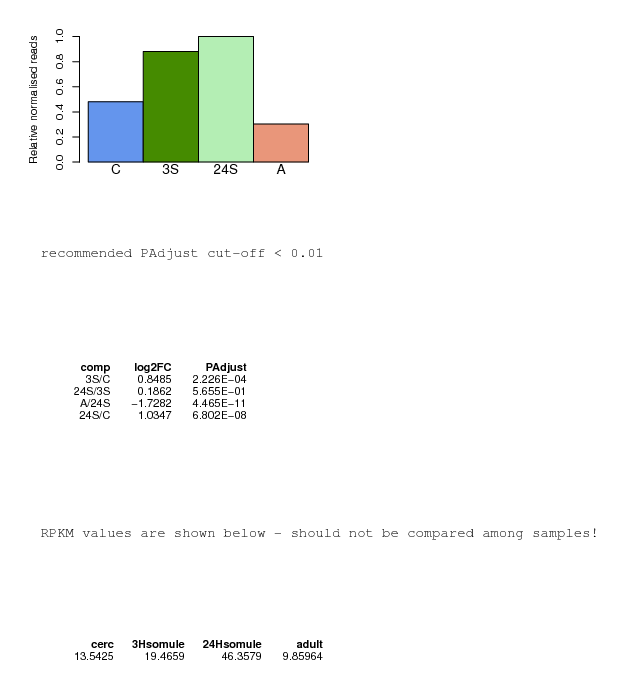 Relative normalised reads
1.0
0.8
0.6
0.4
0.2
0.0
C 3S 24S A
recommended PAdjust cut-off < 0.01
comp log2FC PAdjust
3S/C 0.8485 2.226E−04
24S/3S 0.1862 5.655E−01
A/24S −1.7282 4.465E−11
24S/C 1.0347 6.802E−08
RPKM values are shown below - should not be compared among samples!
cerc 3Hsomule 24Hsomule adult
13.5425 19.4659 46.3579 9.85964